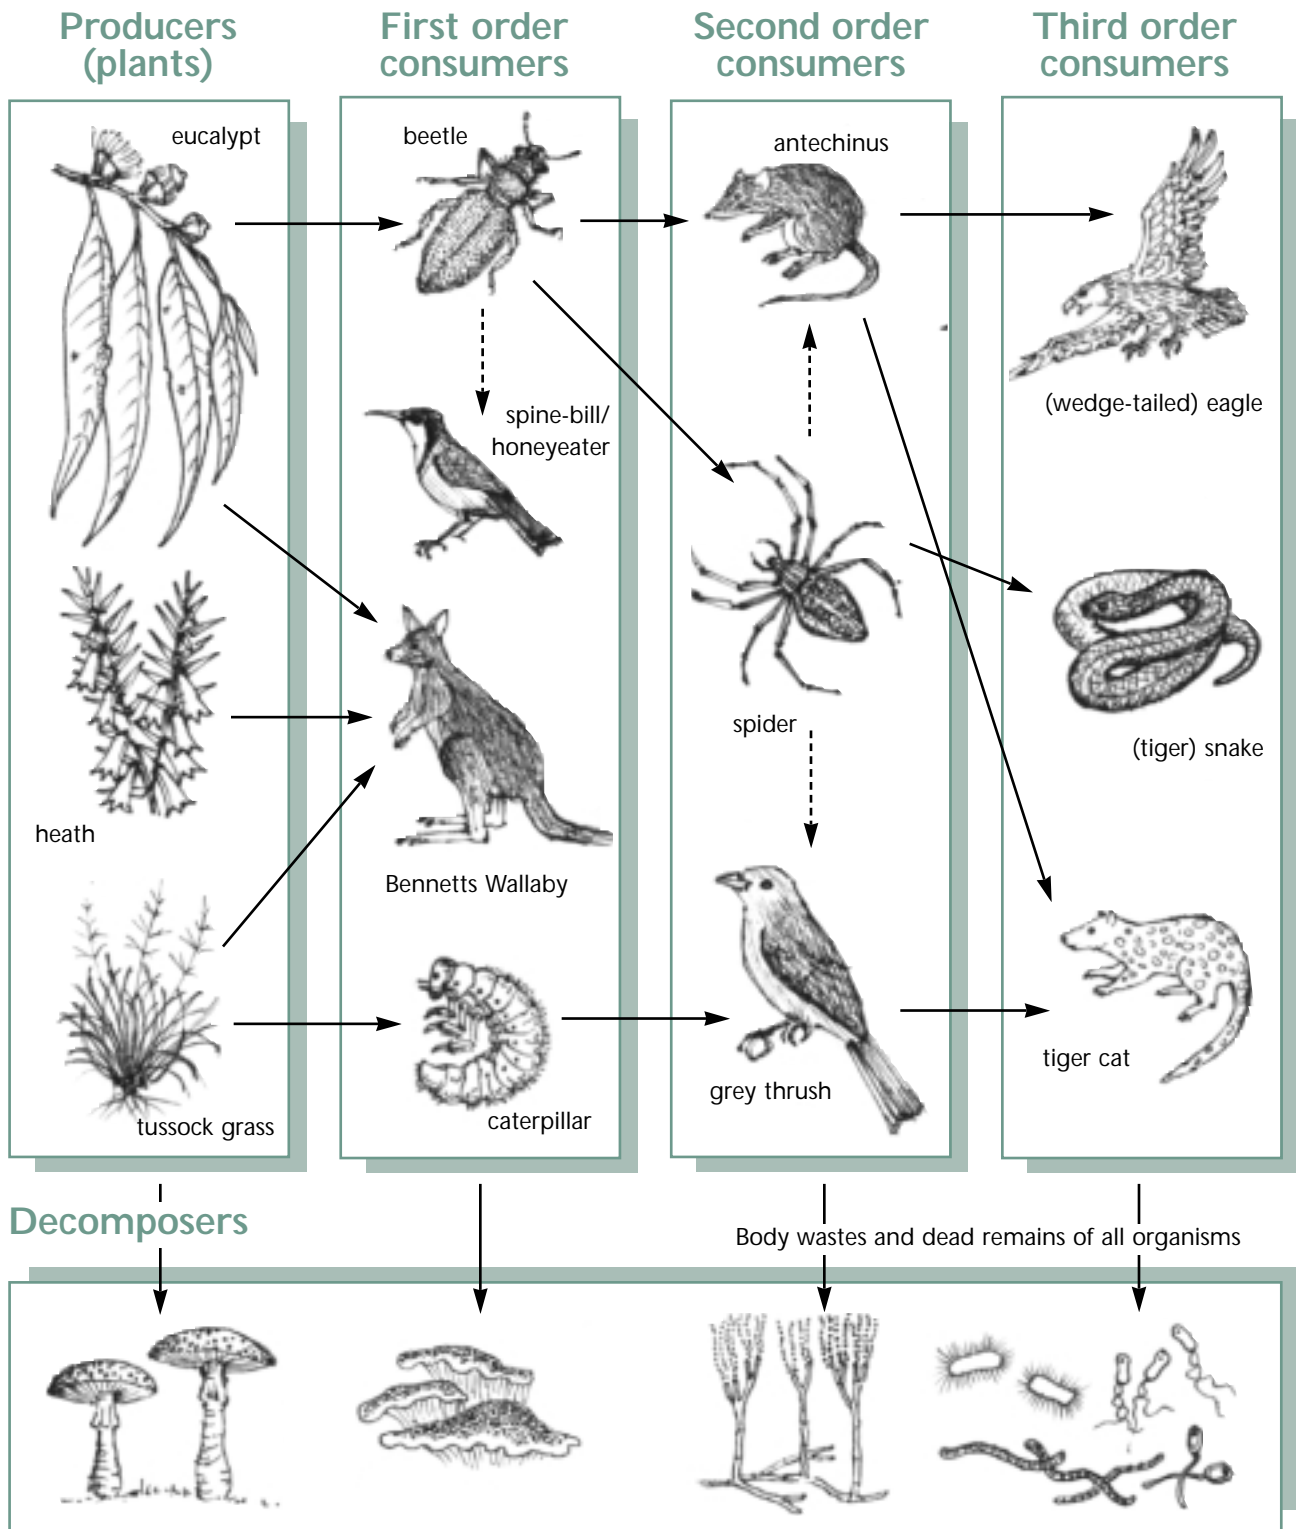 Producers
(plants)
First order
consumers
Second order
consumers
Third order
consumers
eucalypt
beetle
antechinus
(wedge-tailed) eagle
spine-bill/
honeyeater
spider
(tiger) snake
heath
Bennetts Wallaby
tiger cat
grey thrush
caterpillar
tussock grass
Decomposers
Body wastes and dead remains of all organisms